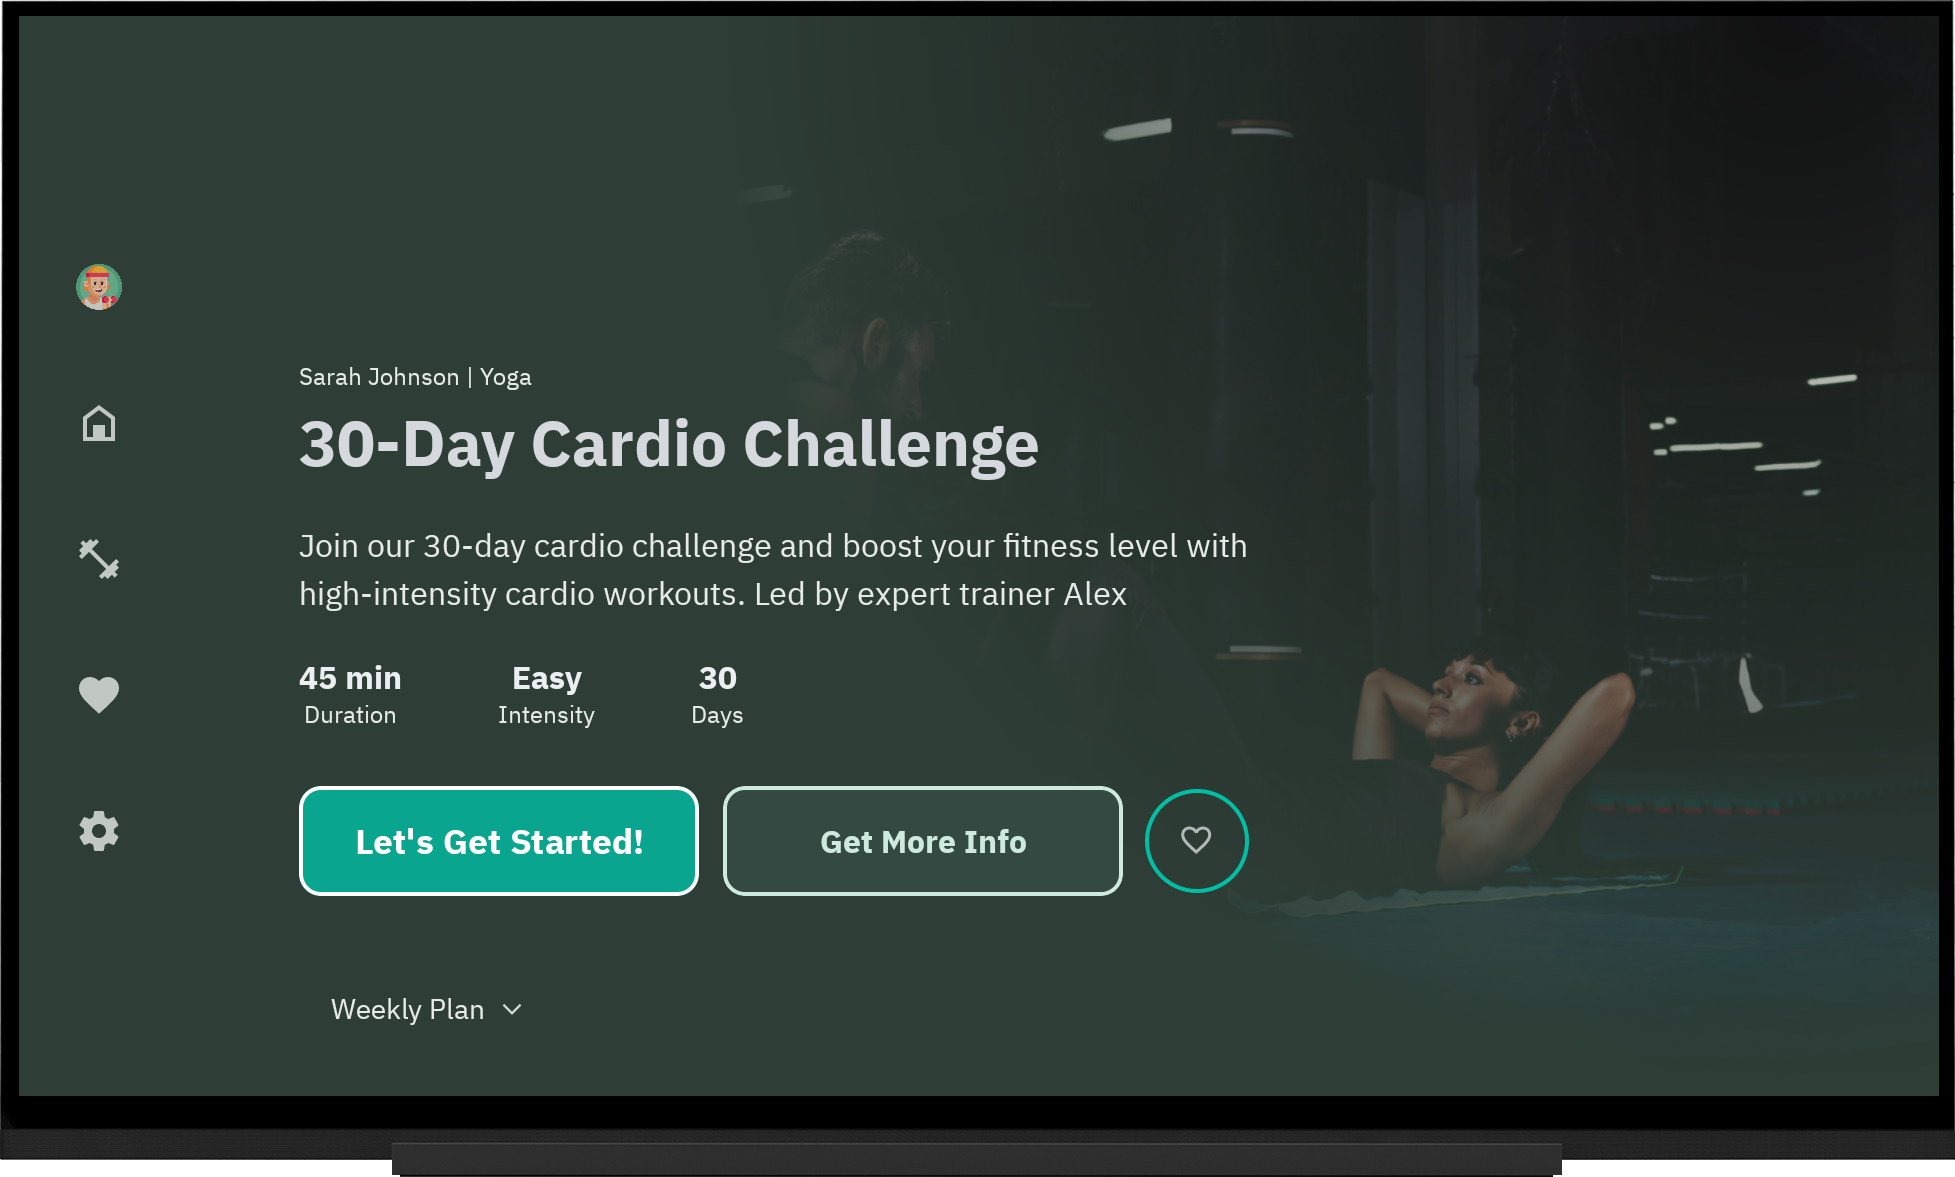 Sarah Johnson | Yoga
30-Day Cardio Challenge
Join our 30-day cardio challenge and boost your fitness level with
high-intensity cardio workouts. Led by expert trainer Alex
45 min Easy 30
Duration Intensity Days
Let's Get Started! Get More Info
Weekly Plan